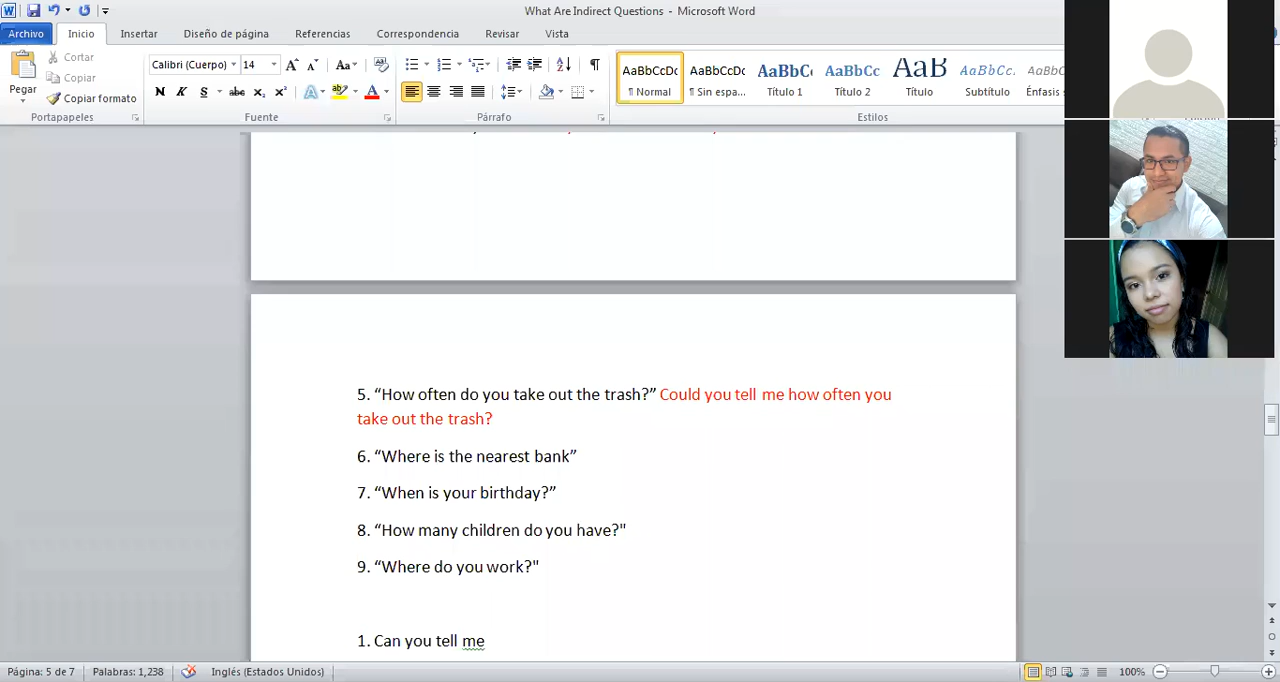 What Are Indirect Questions - Microsoft Word
Archivo Inicio Insertar Diseño de página Referencias Correspondencia Revisar Vista
Pegar
Cortar
Copiar
Copiar formato
Portapapeles
Calibri (Cuerpo) 14
N K S abc x₂ x²
Fuente
Párrafo
AaBbCcDc AaBbCcDc AaBbCc AaBbCc AaB AaBbCc. AaBbCc
¶ Normal ¶ Sin espa... Título 1 Título 2 Título Subtítulo Énfasis
Estilos
5. “How often do you take out the trash?” Could you tell me how often you
take out the trash?
6. “Where is the nearest bank”
7. “When is your birthday?”
8. “How many children do you have?"
9. “Where do you work?"
1. Can you tell me
Página: 5 de 7 Palabras: 1,238 Inglés (Estados Unidos) 100%